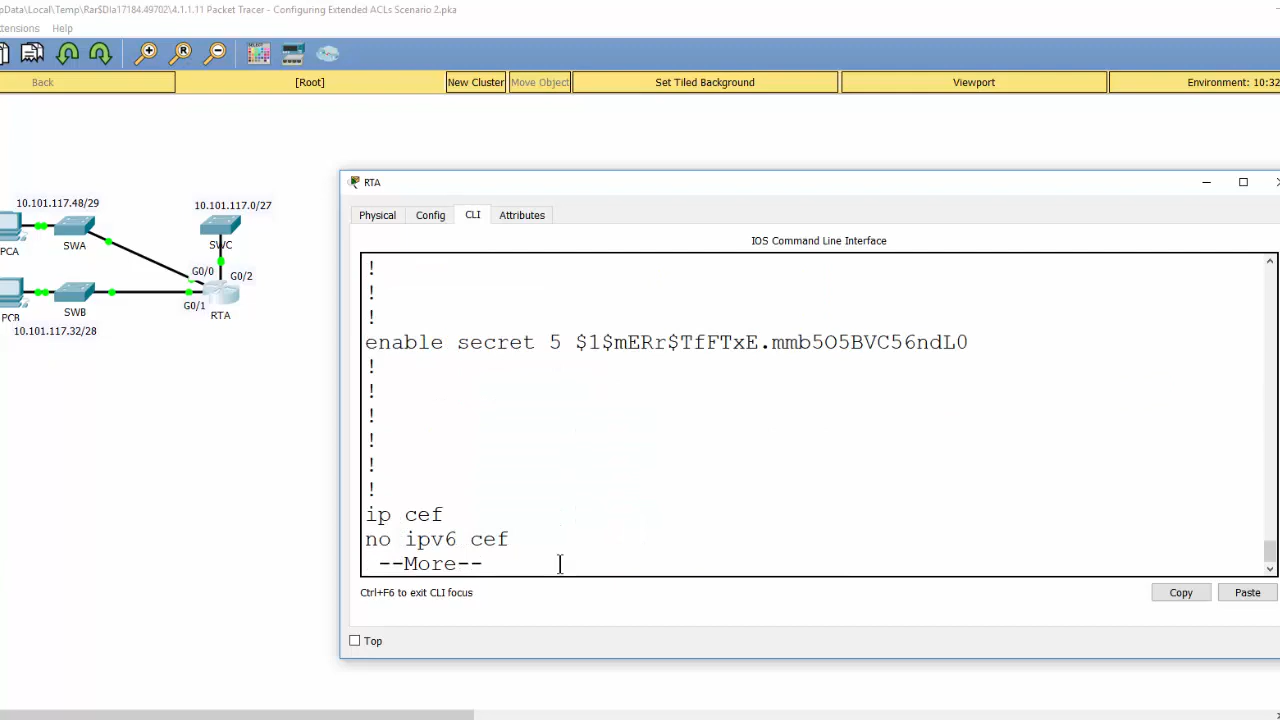 pData\Local\Temp\Rar$DIa17184.49702\4.1.1.11 Packet Tracer - Configuring Extended ACLs Scenario 2.pka
xtensions Help
Back [Root] New Cluster Move Object Set Tiled Background Viewport Environment: 10:32
10.101.117.48/29
10.101.117.0/27
PCA
SWA
SWC
G0/0
G0/2
G0/1
PCB
SWB
RTA
10.101.117.32/28
RTA
Physical Config CLI Attributes
IOS Command Line Interface
!
!
!
enable secret 5 $1$mERr$TfFTxE.mmb5O5BVC56ndL0
!
!
!
!
!
!
ip cef
no ipv6 cef
--More--
Ctrl+F6 to exit CLI focus
Copy Paste
Top